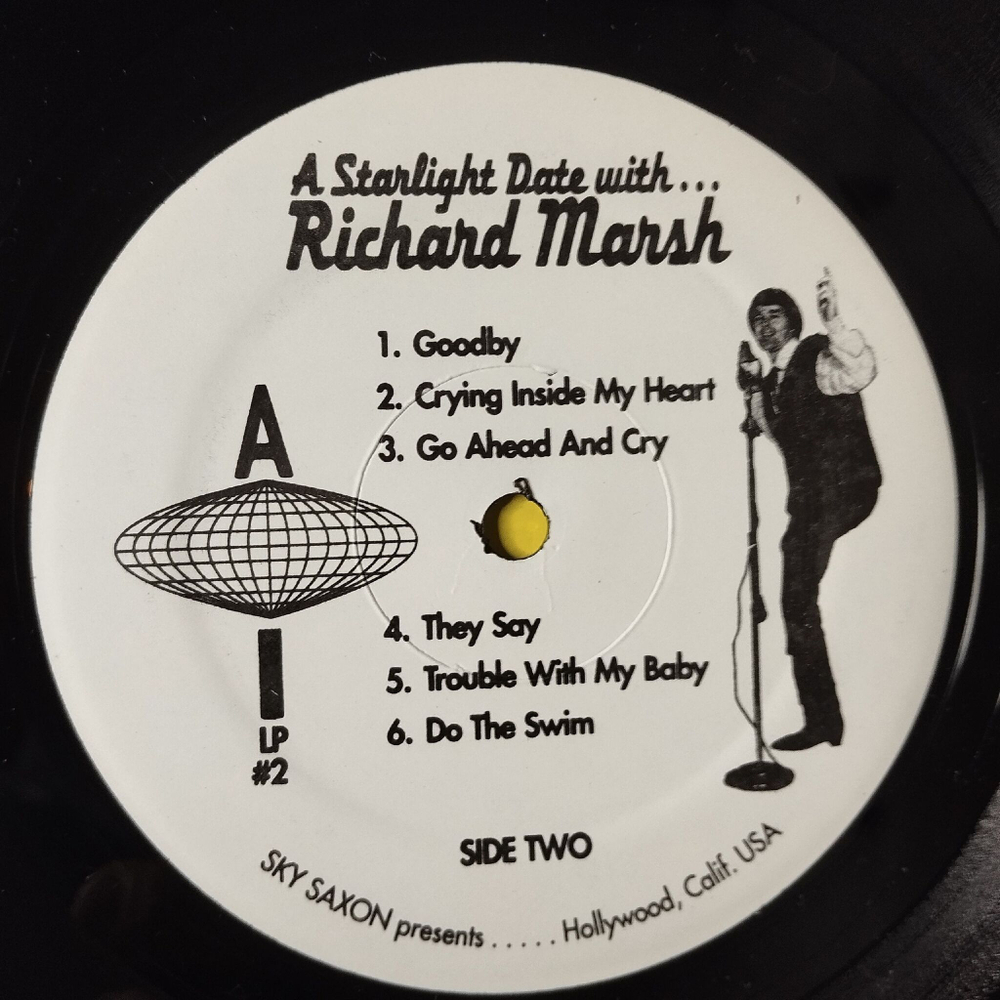 A Starlight Date with...
Richard Marsh
1. Goodby
2. Crying Inside My Heart
3. Go Ahead And Cry
A
I
LP
#2
4. They Say
5. Trouble With My Baby
6. Do The Swim
SIDE TWO
SKY SAXON presents ..... Hollywood, Calif. USA